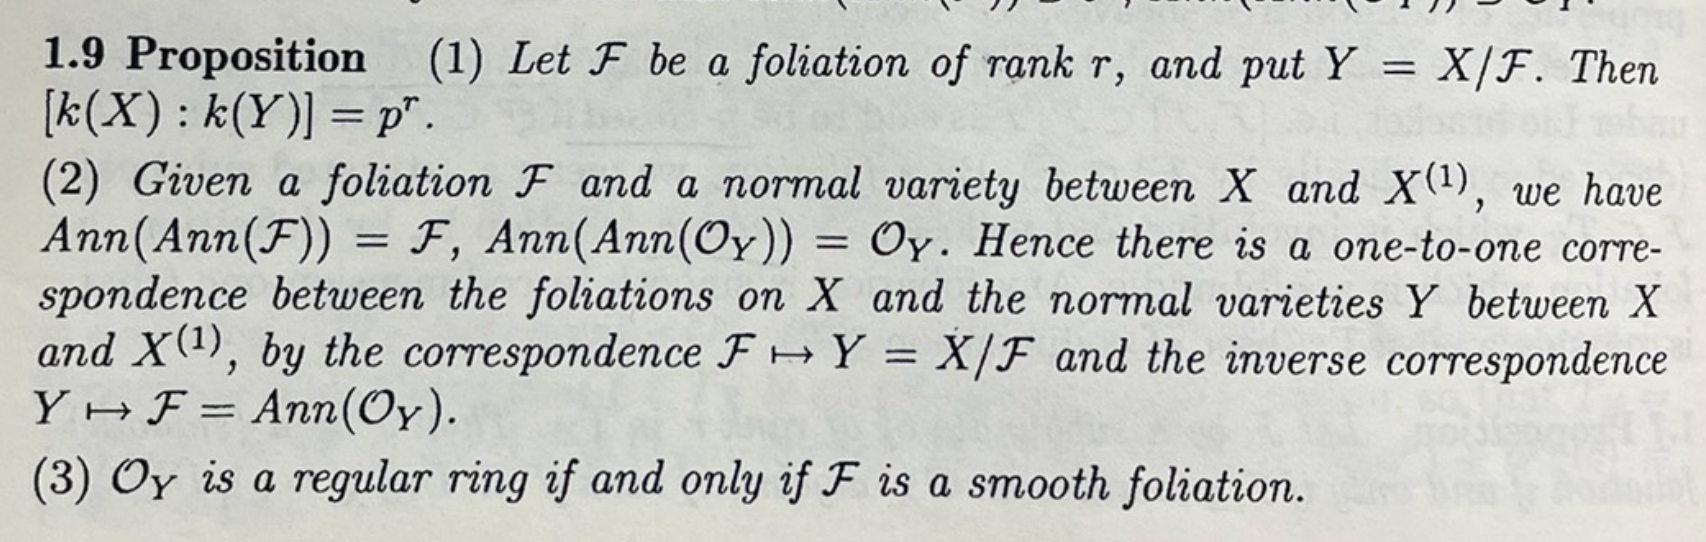 1.9 Proposition (1) Let ℱ be a foliation of rank r, and put Y = X/ℱ. Then
[k(X) : k(Y)] = pʳ.
(2) Given a foliation ℱ and a normal variety between X and X⁽¹⁾, we have
Ann(Ann(ℱ)) = ℱ, Ann(Ann(𝒪_Y)) = 𝒪_Y. Hence there is a one-to-one corre-
spondence between the foliations on X and the normal varieties Y between X
and X⁽¹⁾, by the correspondence ℱ ↦ Y = X/ℱ and the inverse correspondence
Y ↦ ℱ = Ann(𝒪_Y).
(3) 𝒪_Y is a regular ring if and only if ℱ is a smooth foliation.